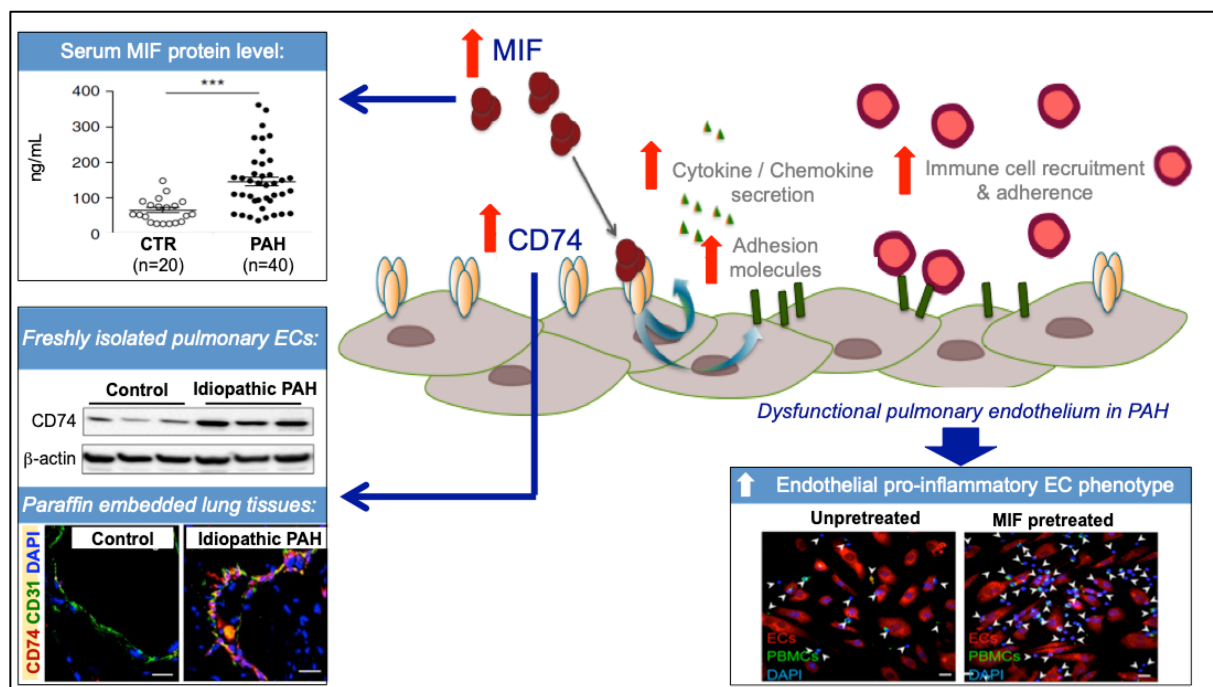 Serum MIF protein level:
***
ng/mL
400
300
200
100
0
CTR
(n=20)
PAH
(n=40)
MIF
CD74
Cytokine / Chemokine
secretion
Adhesion
molecules
Immune cell recruitment
& adherence
Freshly isolated pulmonary ECs:
Control
Idiopathic PAH
CD74
β-actin
Paraffin embedded lung tissues:
CD74 CD31 DAPI
Control
Idiopathic PAH
Dysfunctional pulmonary endothelium in PAH
Endothelial pro-inflammatory EC phenotype
Unpretreated
MIF pretreated
ECs
PBMCs
DAPI
ECs
PBMCs
DAPI